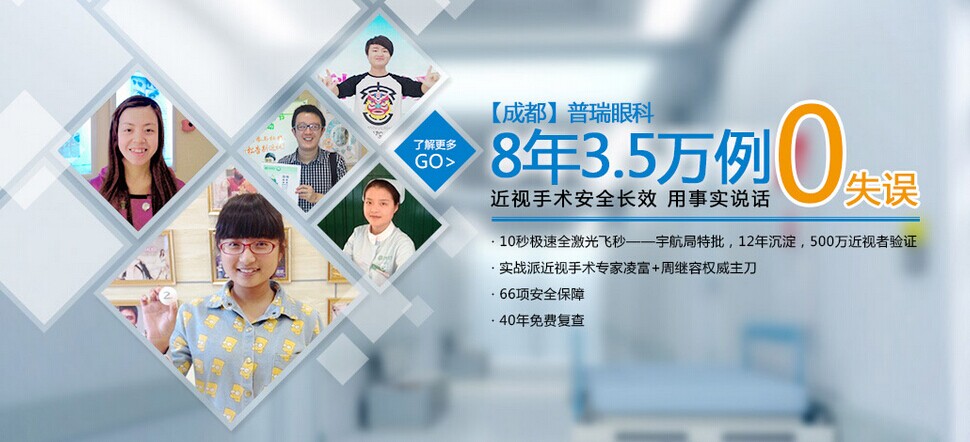 【成都】普瑞眼科
8年3.5万例0失误
近视手术安全长效 用事实说话
· 10秒极速全激光飞秒——宇航局特批，12年沉淀，500万近视者验证
· 实战派近视手术专家凌富+周继容权威主刀
· 66项安全保障
· 40年免费复查
了解更多
GO>
2